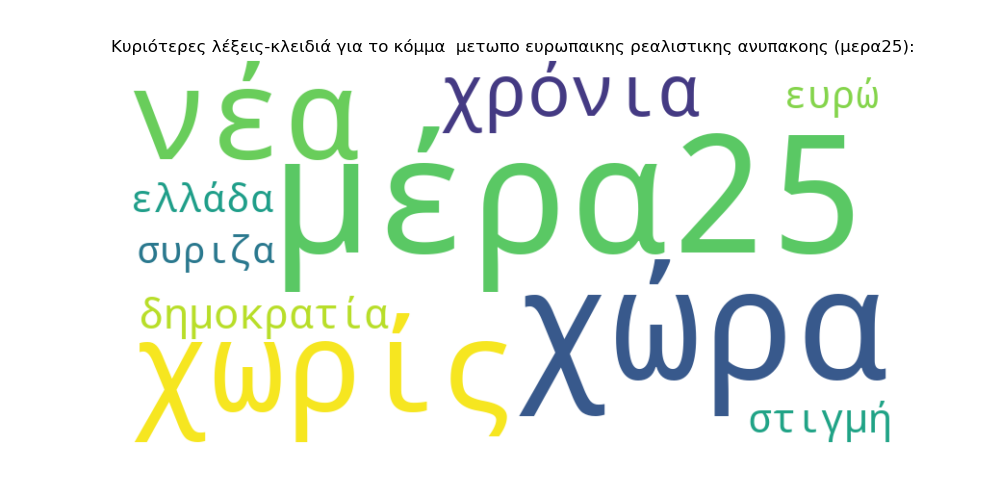 Κυριότερες λέξεις-κλειδιά για το κόμμα  μετωπο ευρωπαικης ρεαλιστικης ανυπακοης (μερα25):
νέα
χρόνια
ευρώ
μέρα25
ελλάδα
συριζα
χώρα
δημοκρατία
χωρίς
στιγμή